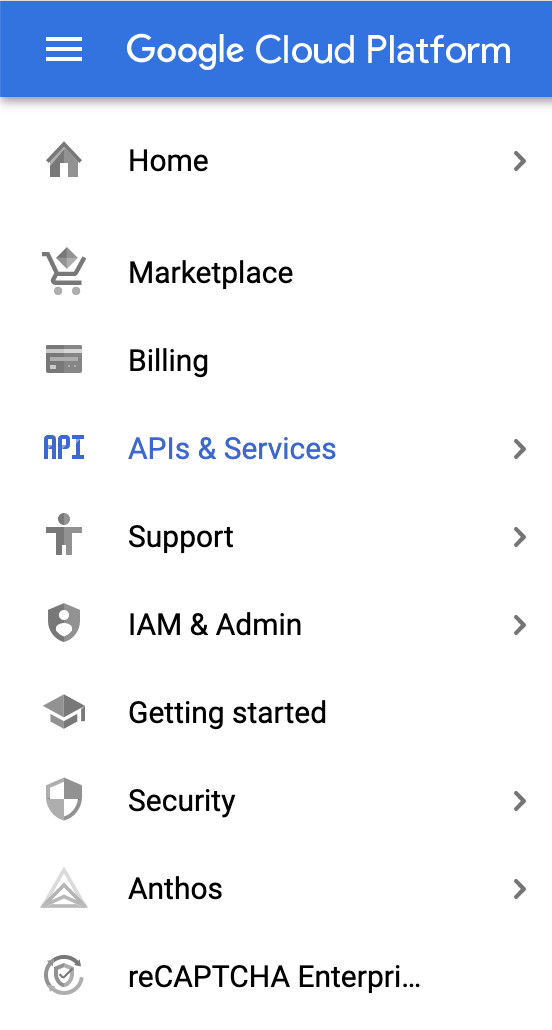 Google Cloud Platform
Home
Marketplace
Billing
API APIs & Services
Support
IAM & Admin
Getting started
Security
Anthos
reCAPTCHA Enterpri...